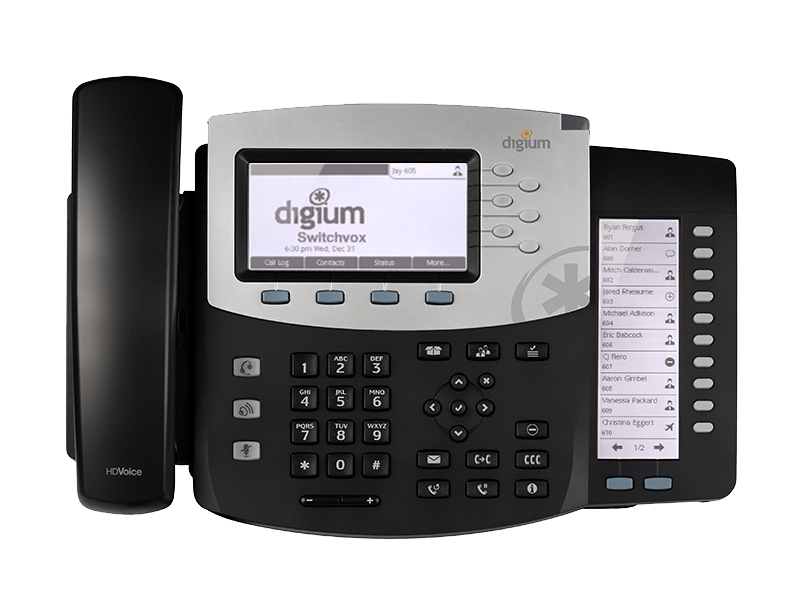 digium
Jay 605
digium
Switchvox
6:30 pm Wed, Dec 31
Call Log Contacts Status More...
Ryan Fergus
601
Alan Dorner
600
Mitch Calderwo...
602
Jared Rheaume
603
Michael Adkison
604
Eric Babcock
606
CJ Fiero
607
Aaron Gimbel
608
Vanessa Packard
609
Christina Eggert
610
1/2
1 ABC 2 DEF 3
GHI 4 JKL 5 MNO 6
PQRS 7 TUV 8 WXYZ 9
* 0 #
- +
HDVoice